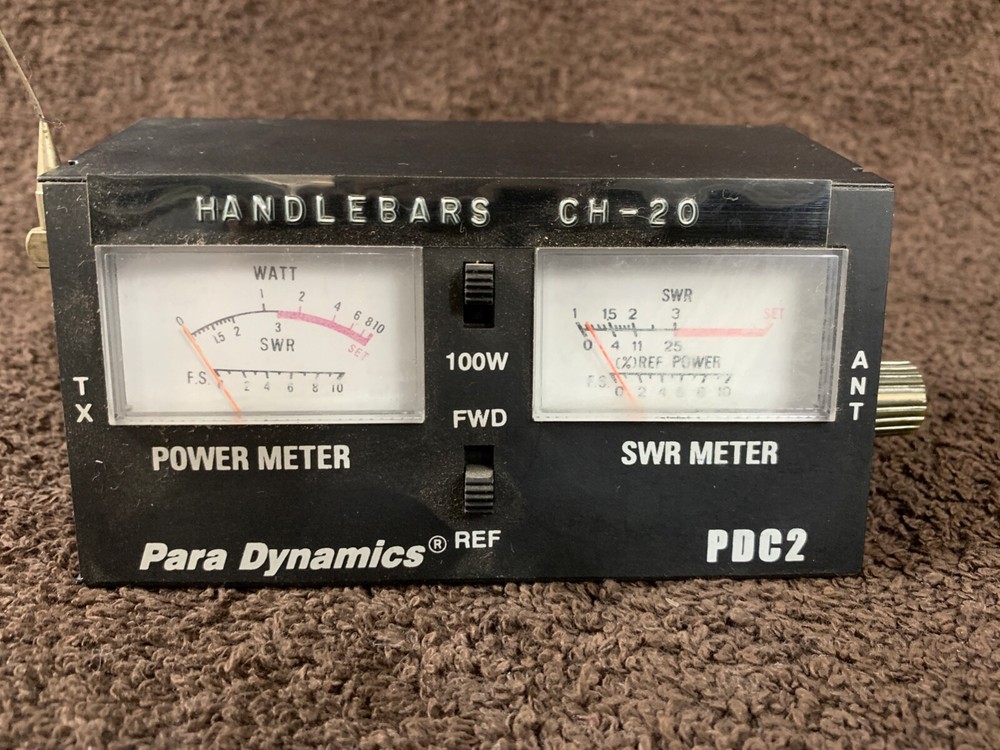 HANDLEBARS CH-20
WATT
0 1 2 4 6 8 10
1.5 2 3 SET
SWR
F.S. 2 4 6 8 10
POWER METER
TX
100W
FWD
REF
SWR
1 1.5 2 3 SET
0 4 11 25
(%)REF POWER
F.S. 0 2 4 6 8 10
SWR METER
ANT
Para Dynamics®
PDC2